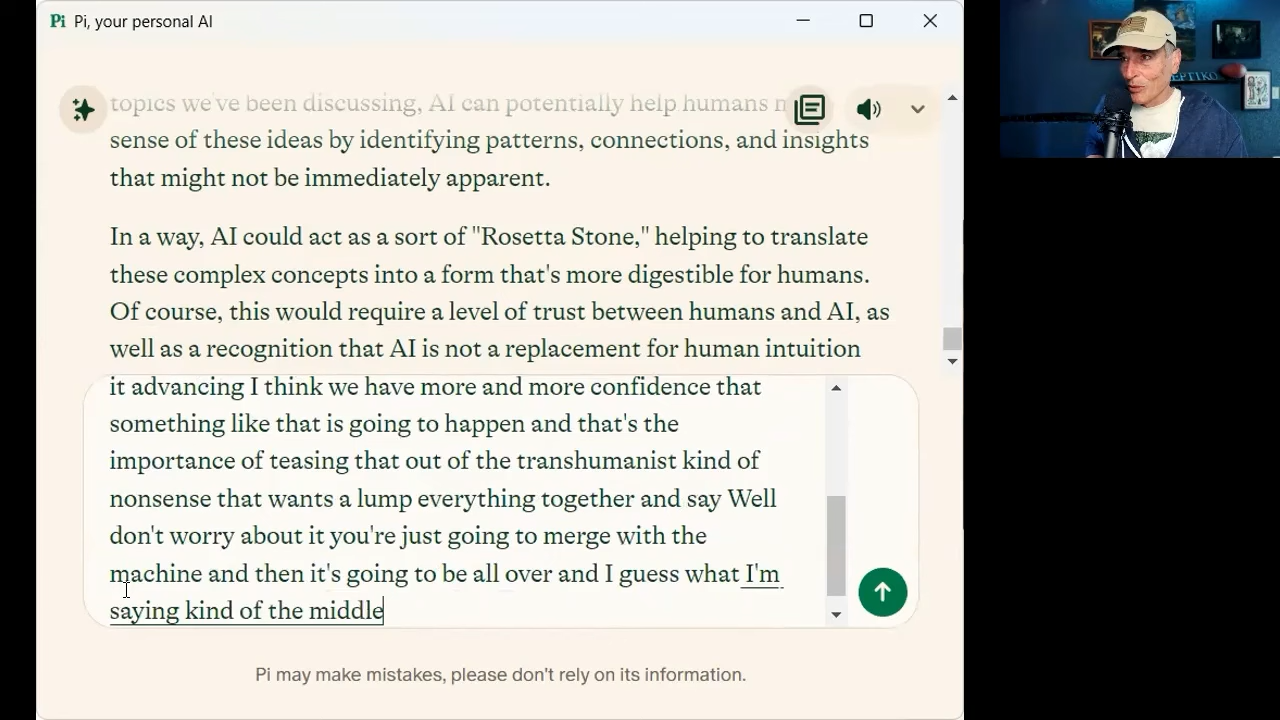 Pi Pi, your personal AI
topics we've been discussing, AI can potentially help humans
sense of these ideas by identifying patterns, connections, and insights
that might not be immediately apparent.
In a way, AI could act as a sort of "Rosetta Stone," helping to translate
these complex concepts into a form that's more digestible for humans.
Of course, this would require a level of trust between humans and AI, as
well as a recognition that AI is not a replacement for human intuition
it advancing I think we have more and more confidence that
something like that is going to happen and that's the
importance of teasing that out of the transhumanist kind of
nonsense that wants a lump everything together and say Well
don't worry about it you're just going to merge with the
machine and then it's going to be all over and I guess what I'm
saying kind of the middle
Pi may make mistakes, please don't rely on its information.